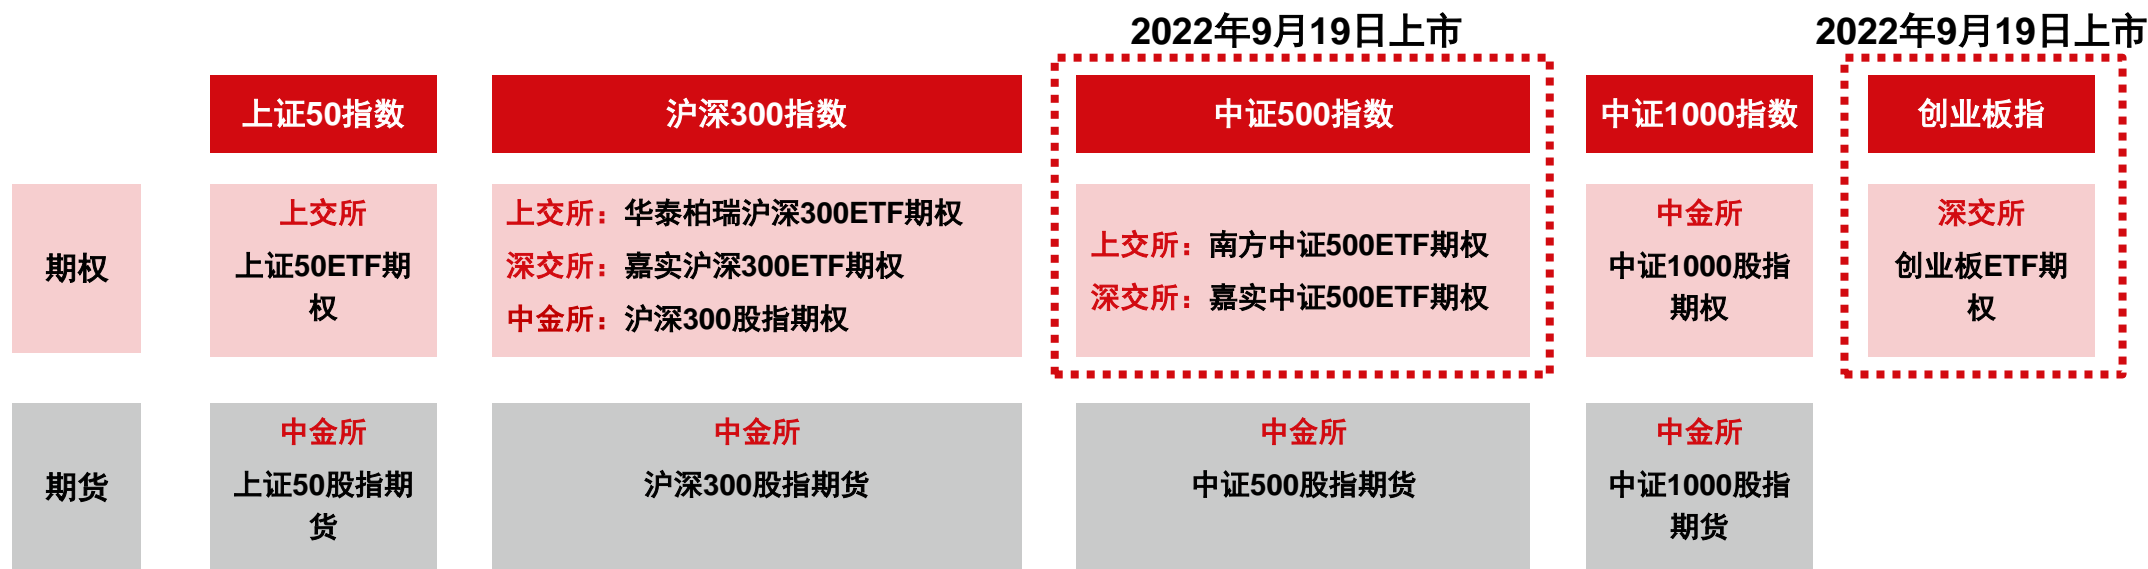 2022年9月19日上市
2022年9月19日上市
上证50指数
沪深300指数
中证500指数
中证1000指数
创业板指
期权
上交所
上证50ETF期
权
上交所：华泰柏瑞沪深300ETF期权
深交所：嘉实沪深300ETF期权
中金所：沪深300股指期权
上交所：南方中证500ETF期权
深交所：嘉实中证500ETF期权
中金所
中证1000股指
期权
深交所
创业板ETF期
权
期货
中金所
上证50股指期
货
中金所
沪深300股指期货
中金所
中证500股指期货
中金所
中证1000股指
期货